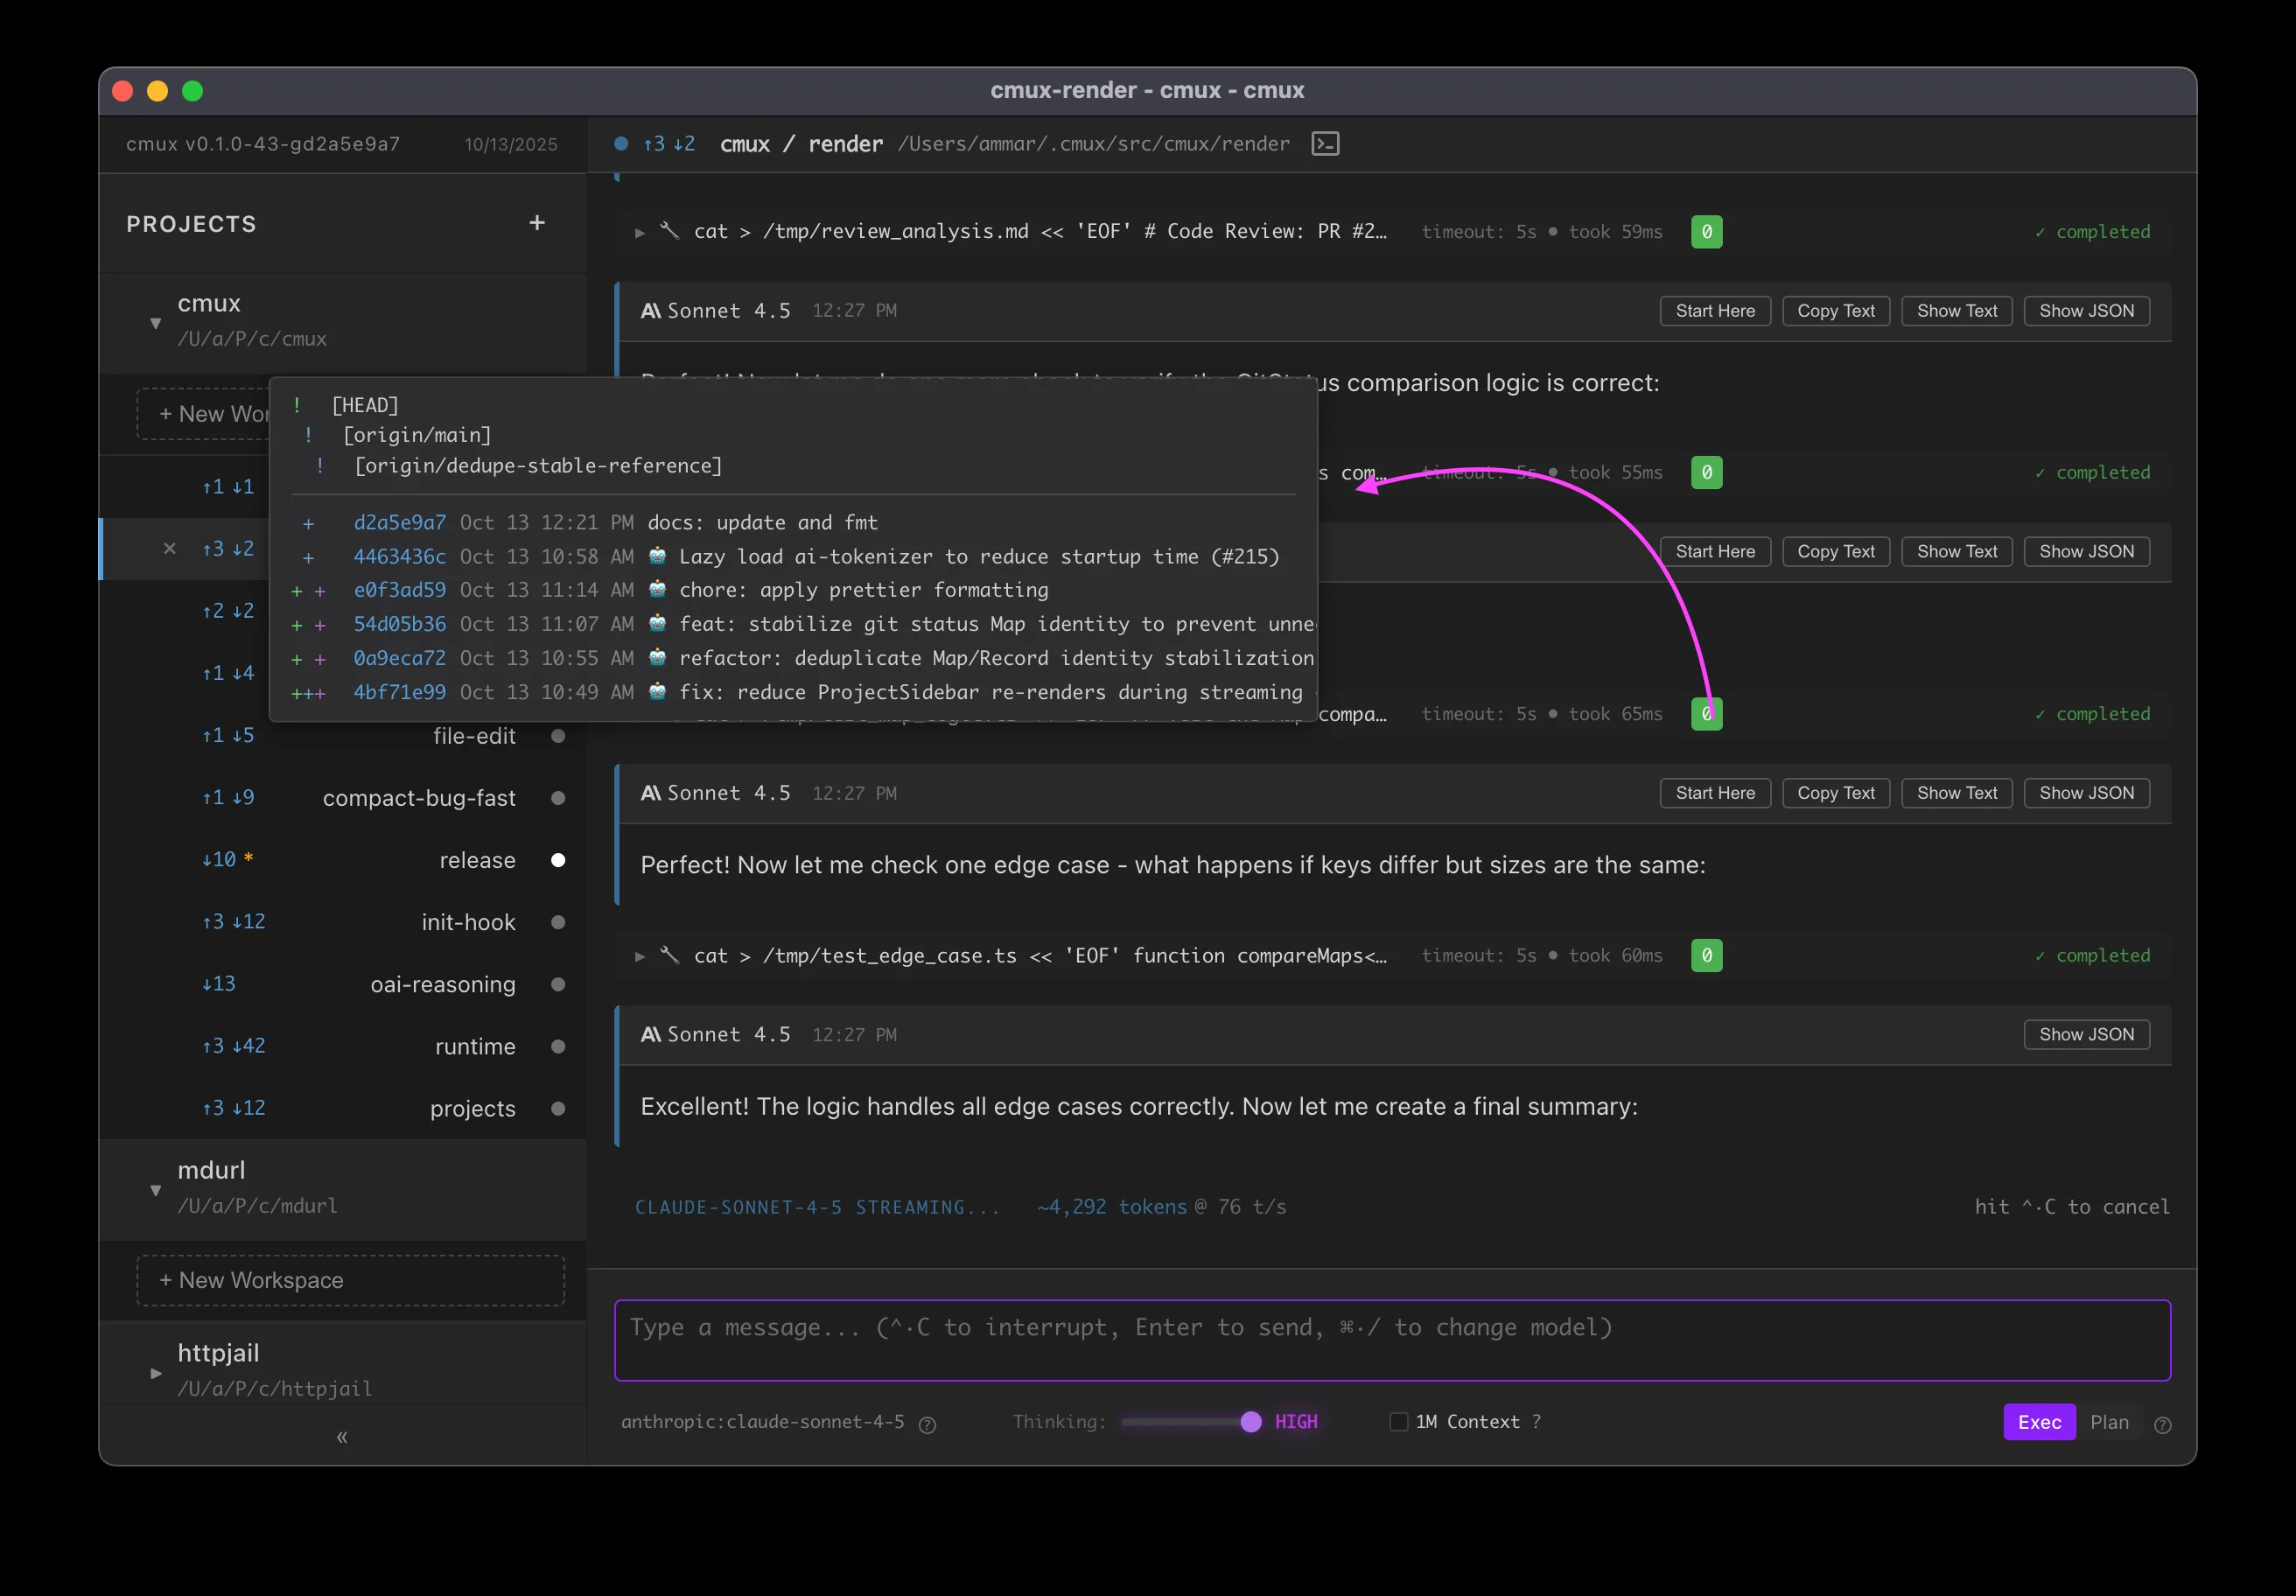 cmux-render - cmux - cmux
cmux v0.1.0-43-gd2a5e9a7 10/13/2025
↑3 ↓2 cmux / render /Users/ammar/.cmux/src/cmux/render
PROJECTS +
cmux
/U/a/P/c/cmux
+ New Wor
↑1 ↓1
× ↑3 ↓2
↑2 ↓2
↑1 ↓4
↑1 ↓5 file-edit
↑1 ↓9 compact-bug-fast
↓10 * release
↑3 ↓12 init-hook
↓13 oai-reasoning
↑3 ↓42 runtime
↑3 ↓12 projects
mdurl
/U/a/P/c/mdurl
+ New Workspace
httpjail
/U/a/P/c/httpjail
«
! [HEAD]
! [origin/main]
! [origin/dedupe-stable-reference]
+ d2a5e9a7 Oct 13 12:21 PM docs: update and fmt
+ 4463436c Oct 13 10:58 AM 🤖 Lazy load ai-tokenizer to reduce startup time (#215)
+ + e0f3ad59 Oct 13 11:14 AM 🤖 chore: apply prettier formatting
+ + 54d05b36 Oct 13 11:07 AM 🤖 feat: stabilize git status Map identity to prevent unne
+ + 0a9eca72 Oct 13 10:55 AM 🤖 refactor: deduplicate Map/Record identity stabilization
+++ 4bf71e99 Oct 13 10:49 AM 🤖 fix: reduce ProjectSidebar re-renders during streaming
▶ cat > /tmp/review_analysis.md << 'EOF' # Code Review: PR #2… timeout: 5s • took 59ms 0 ✓ completed
Sonnet 4.5 12:27 PM Start Here Copy Text Show Text Show JSON
comparison logic is correct:
s com… timeout: 5s • took 55ms 0 ✓ completed
Start Here Copy Text Show Text Show JSON
compa… timeout: 5s • took 65ms 0 ✓ completed
Sonnet 4.5 12:27 PM Start Here Copy Text Show Text Show JSON
Perfect! Now let me check one edge case - what happens if keys differ but sizes are the same:
▶ cat > /tmp/test_edge_case.ts << 'EOF' function compareMaps<… timeout: 5s • took 60ms 0 ✓ completed
Sonnet 4.5 12:27 PM Show JSON
Excellent! The logic handles all edge cases correctly. Now let me create a final summary:
CLAUDE-SONNET-4-5 STREAMING... ~4,292 tokens @ 76 t/s hit ⌃·C to cancel
Type a message... (⌃·C to interrupt, Enter to send, ⌘·/ to change model)
anthropic:claude-sonnet-4-5 ? Thinking: HIGH 1M Context ? Exec Plan ?